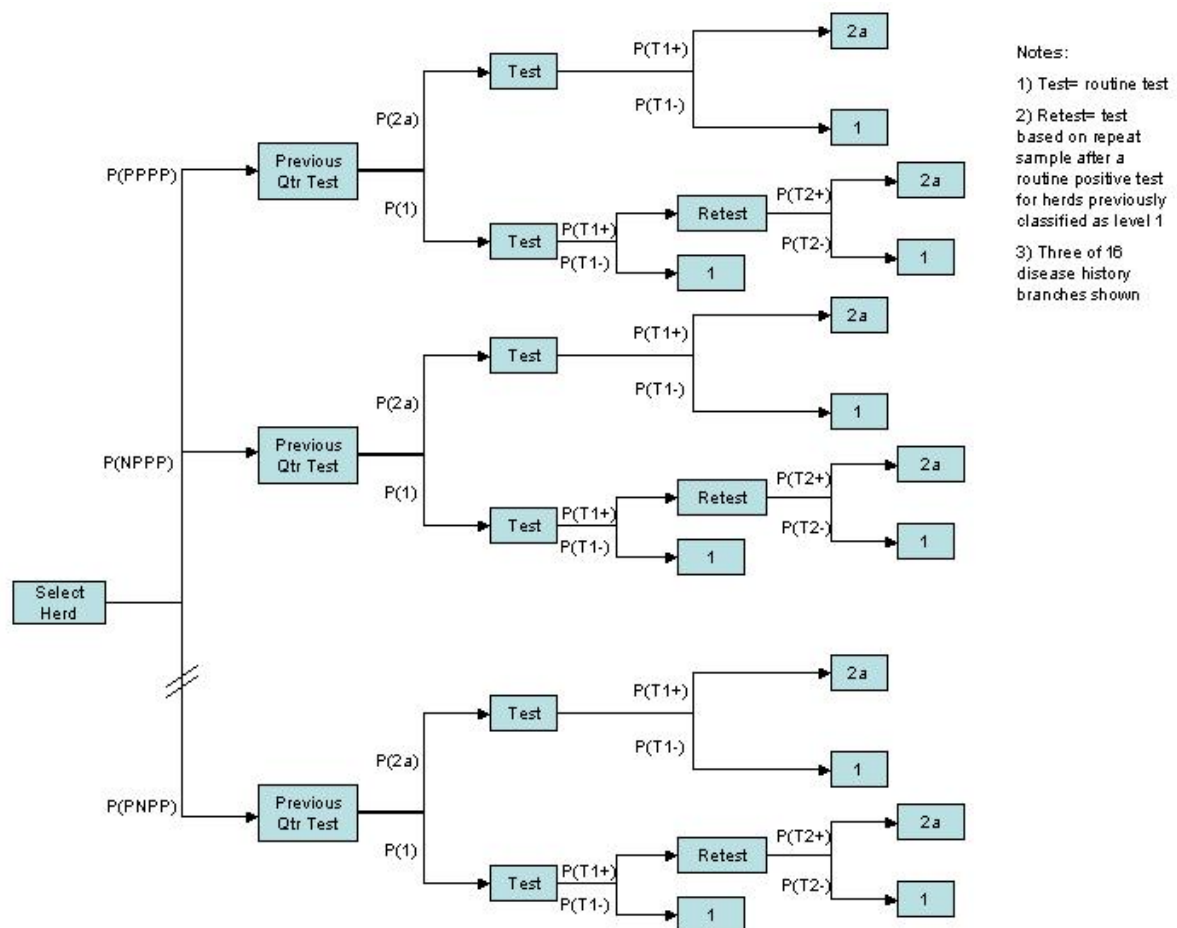 P(T1+)
2a
Test
P(T1-)
1
P(2a)
P(PPPP)
Previous
Qtr Test
P(1)
Test
P(T1+)
P(T1-)
Retest
1
P(T2+)
P(T2-)
2a
1
P(T1+)
2a
Test
P(T1-)
1
P(2a)
P(NPPP)
Previous
Qtr Test
P(1)
Test
P(T1+)
P(T1-)
Retest
1
P(T2+)
P(T2-)
2a
1
Select
Herd
P(T1+)
2a
Test
P(T1-)
1
P(2a)
P(PNPP)
Previous
Qtr Test
P(1)
Test
P(T1+)
P(T1-)
Retest
1
P(T2+)
P(T2-)
2a
1
Notes:
1) Test= routine test
2) Retest= test
based on repeat
sample after a
routine positive test
for herds previously
classified as level 1
3) Three of 16
disease history
branches shown